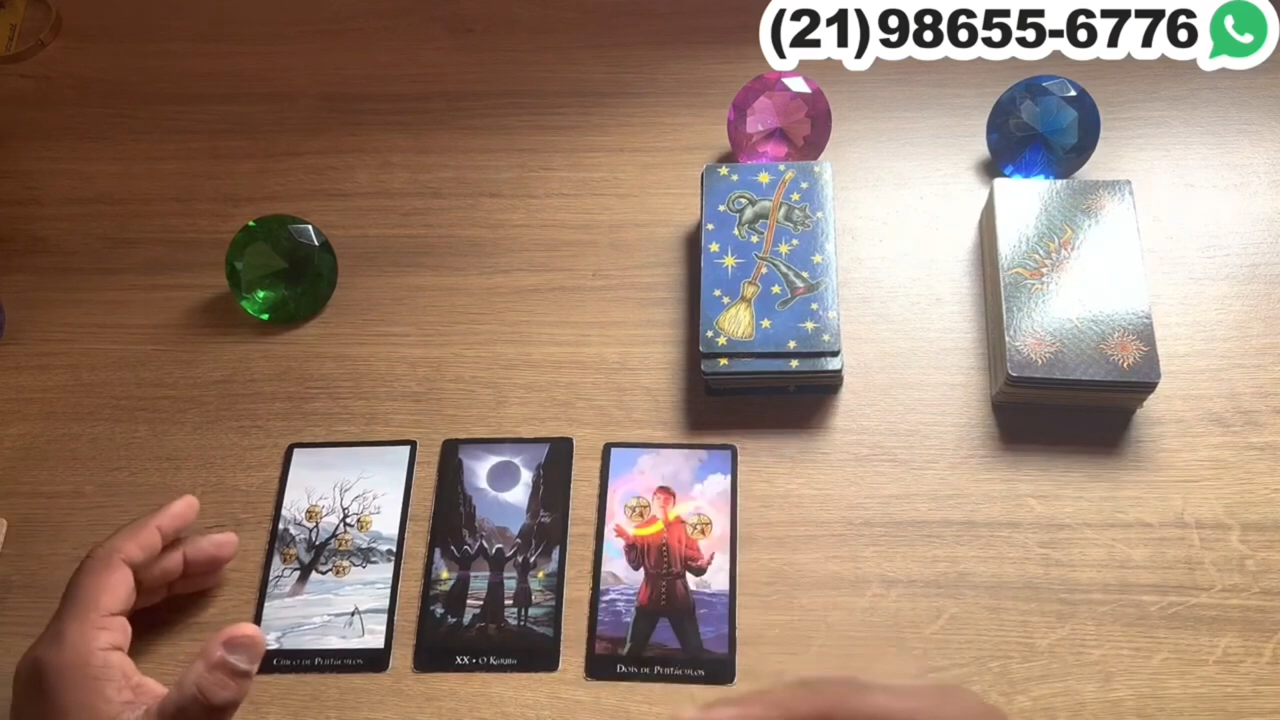 (21)98655-6776
Cinco de Pentáculos
XX • O Karma
Dois de Pentáculos